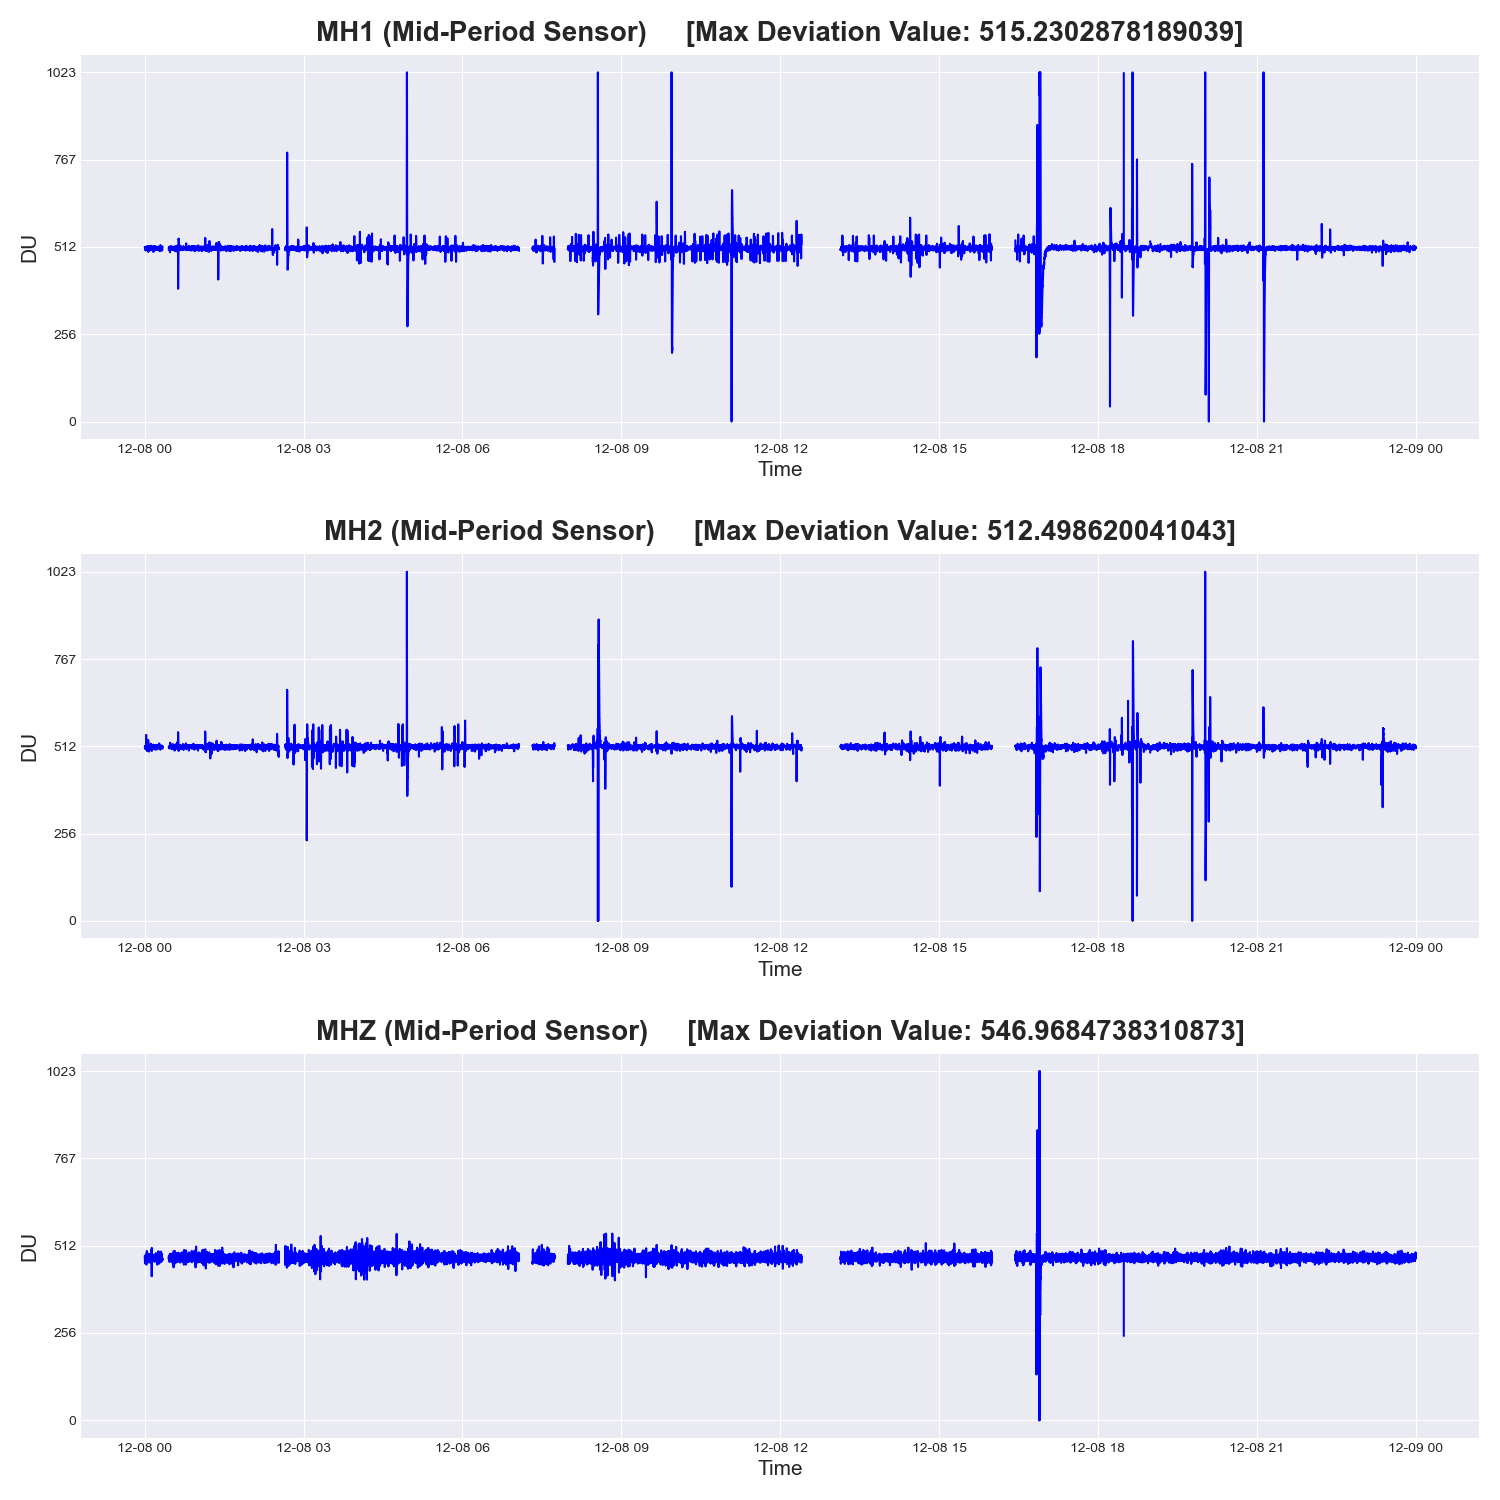 MH1 (Mid-Period Sensor)     [Max Deviation Value: 515.2302878189039]
1023
767
512
256
0
DU
12-08 00 12-08 03 12-08 06 12-08 09 12-08 12 12-08 15 12-08 18 12-08 21 12-09 00
Time
MH2 (Mid-Period Sensor)     [Max Deviation Value: 512.498620041043]
1023
767
512
256
0
DU
12-08 00 12-08 03 12-08 06 12-08 09 12-08 12 12-08 15 12-08 18 12-08 21 12-09 00
Time
MHZ (Mid-Period Sensor)     [Max Deviation Value: 546.9684738310873]
1023
767
512
256
0
DU
12-08 00 12-08 03 12-08 06 12-08 09 12-08 12 12-08 15 12-08 18 12-08 21 12-09 00
Time